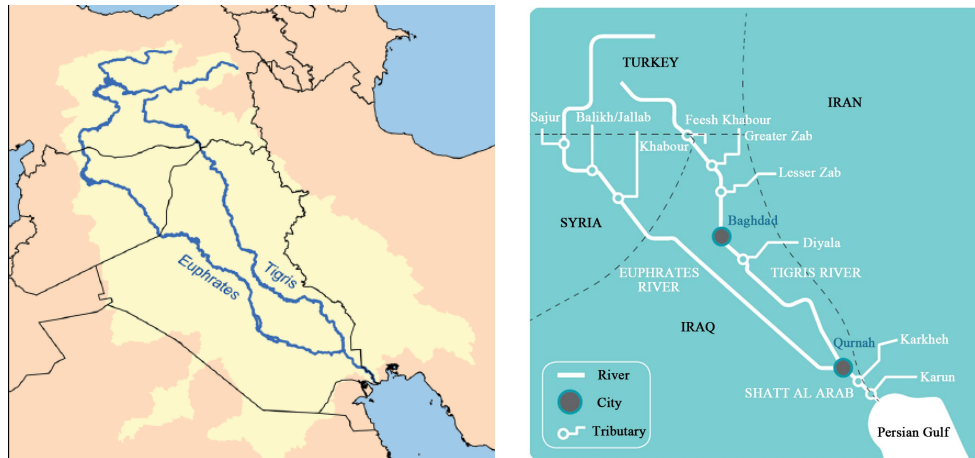 Euphrates
Tigris
TURKEY
IRAN
Sajur
Balikh/Jallab
Feesh Khabour
Khabour
Greater Zab
Lesser Zab
SYRIA
Baghdad
Diyala
EUPHRATES
RIVER
TIGRIS RIVER
IRAQ
Qurnah
Karkheh
Karun
SHATT AL ARAB
Persian Gulf
River
City
Tributary